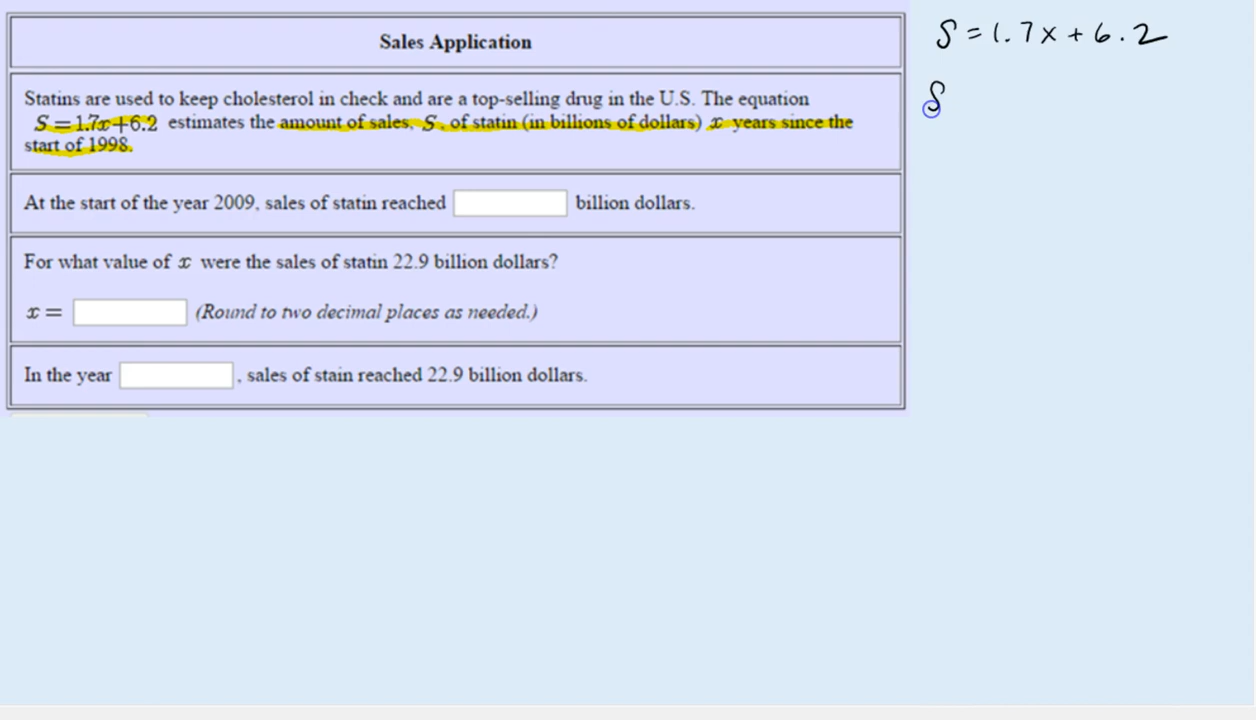 Sales Application
S = 1.7x + 6.2
Statins are used to keep cholesterol in check and are a top-selling drug in the U.S. The equation
S = 1.7x+6.2 estimates the amount of sales, S, of statin (in billions of dollars) x years since the
start of 1998.
S
At the start of the year 2009, sales of statin reached billion dollars.
For what value of x were the sales of statin 22.9 billion dollars?
x = (Round to two decimal places as needed.)
In the year , sales of stain reached 22.9 billion dollars.